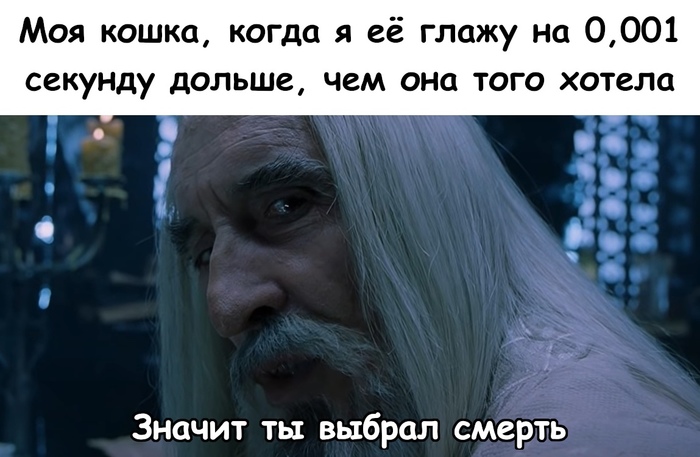 Моя кошка, когда я её глажу на 0,001
секунду дольше, чем она того хотела
Значит ты выбрал смерть